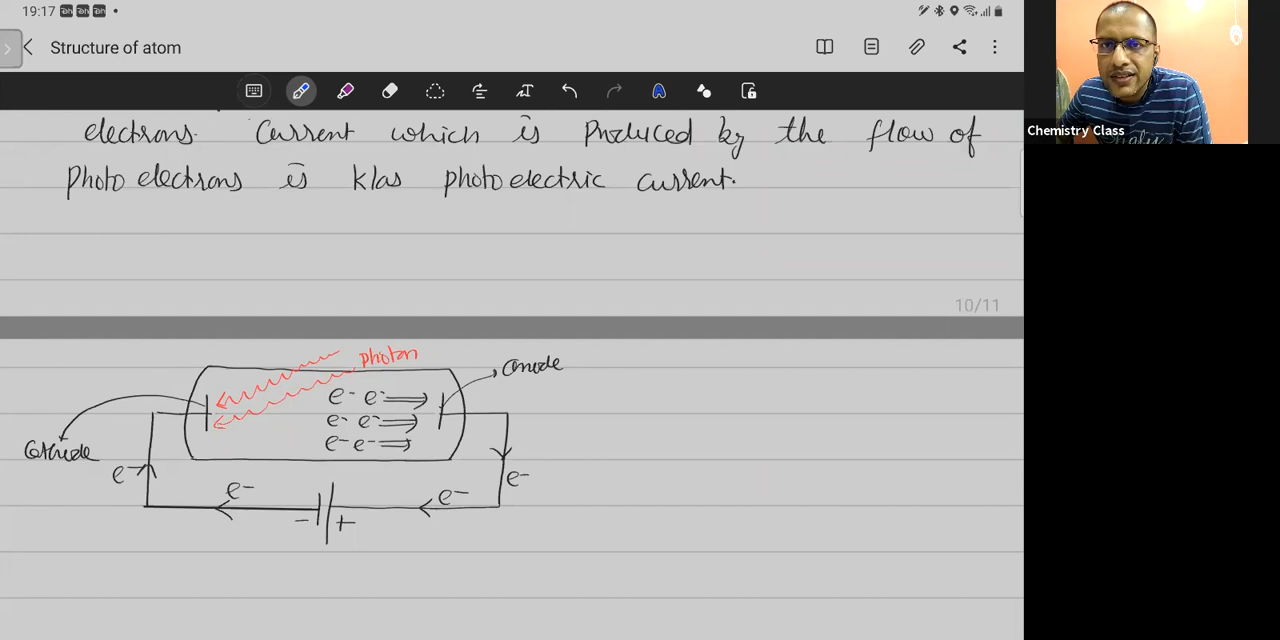 19:17
Structure of atom
electrons. Current which is Produced by the flow of
Photo electrons is klas photoelectric current.
10/11
Photon
anode
e- e-
e- e-
e- e-
Cathode
e-
e-
e-
e-
- +
Chemistry Class